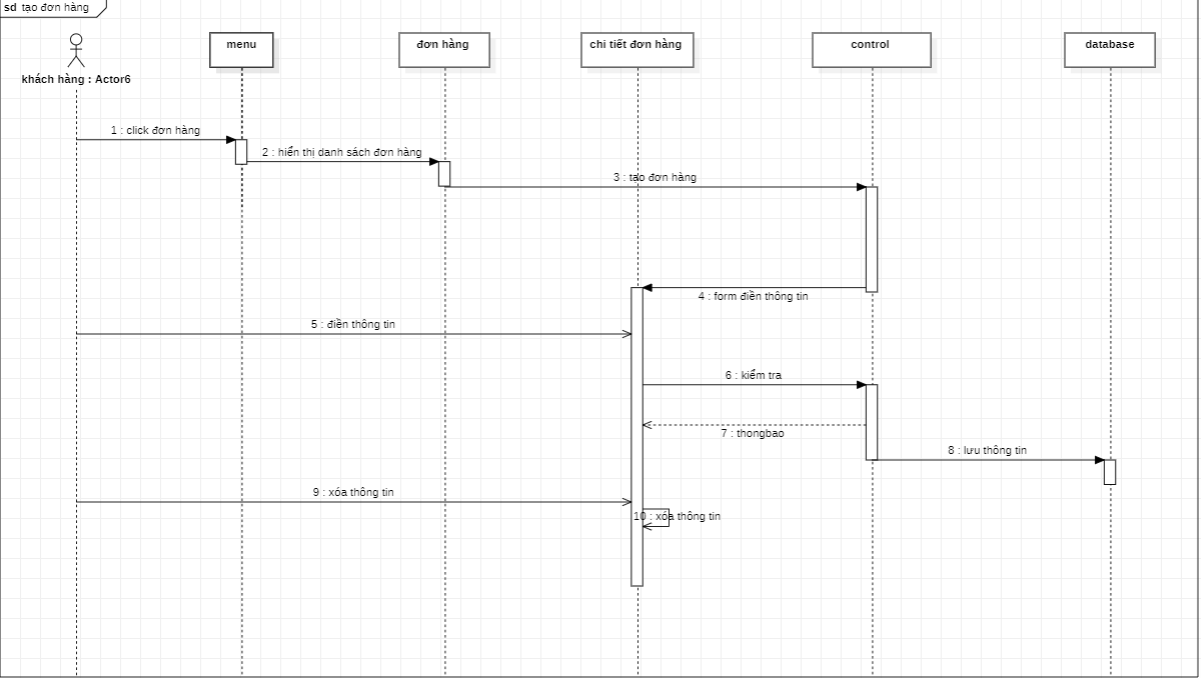 sd tạo đơn hàng
khách hàng : Actor6
menu
đơn hàng
chi tiết đơn hàng
control
database
1 : click đơn hàng
2 : hiển thị danh sách đơn hàng
3 : tạo đơn hàng
4 : form điền thông tin
5 : điền thông tin
6 : kiểm tra
7 : thongbao
8 : lưu thông tin
9 : xóa thông tin
10 : xóa thông tin